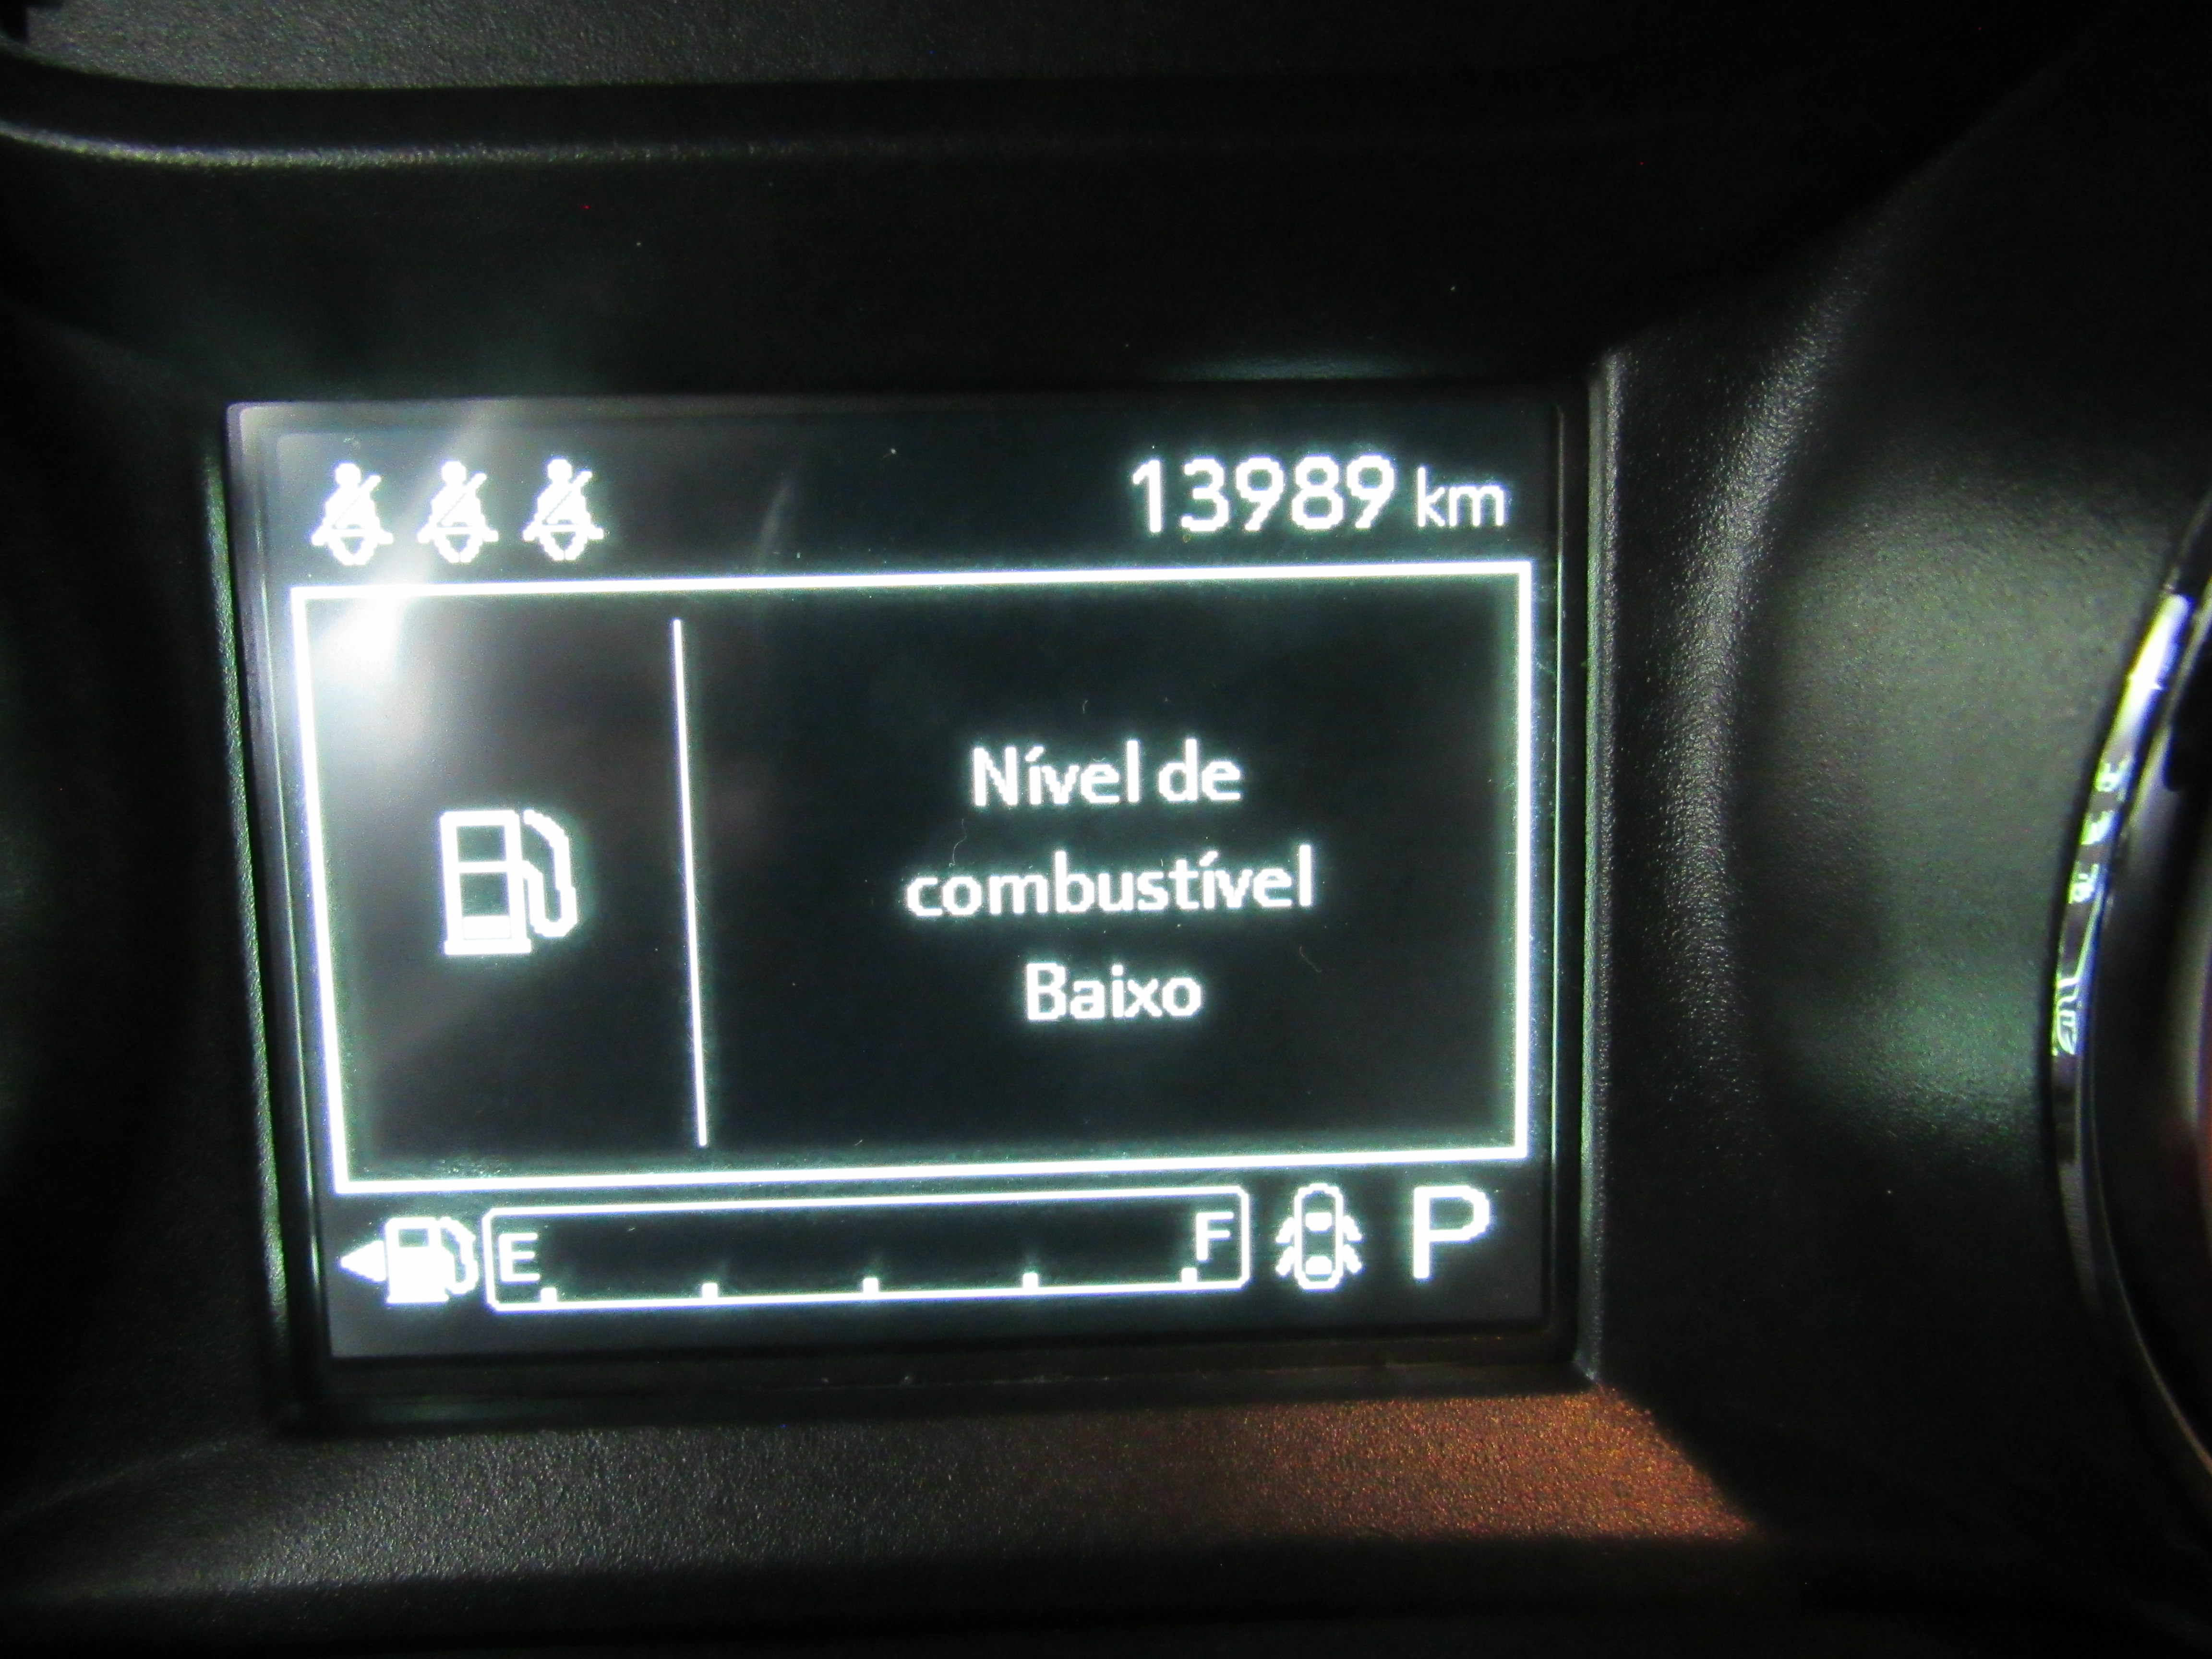 13989 km
Nível de
combustível
Baixo
E F P